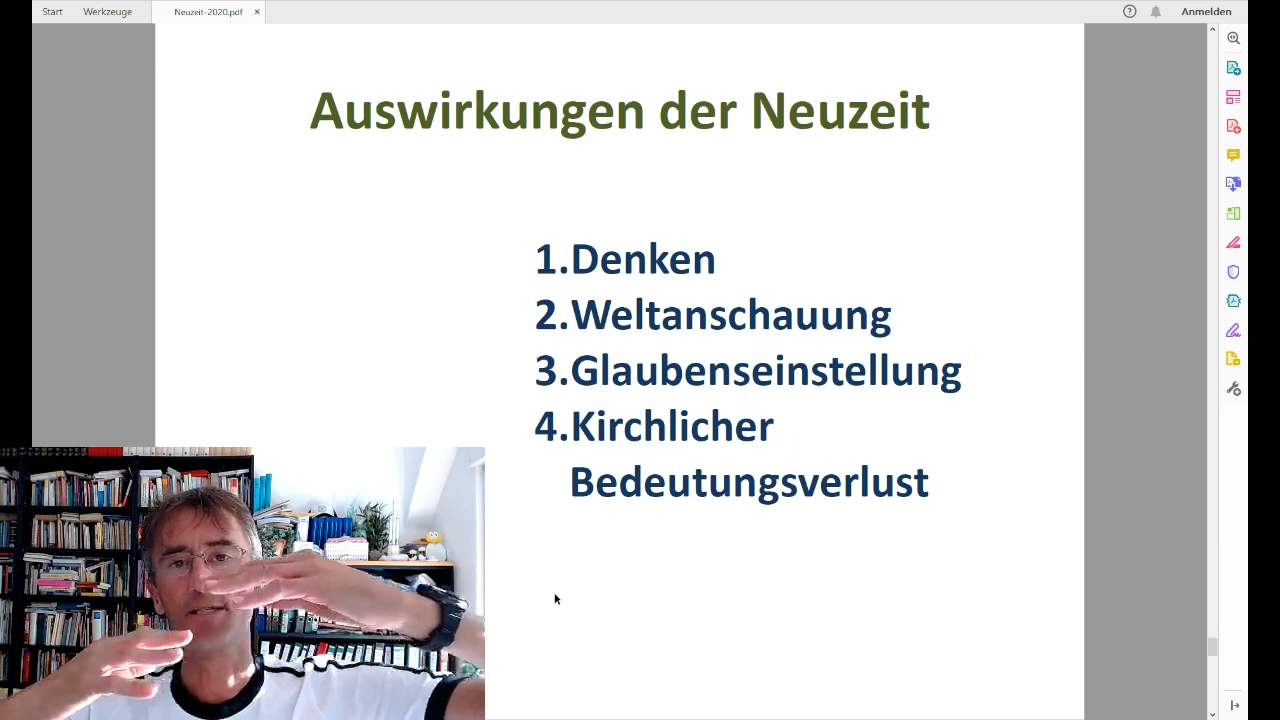 Start
Werkzeuge
Neuzeit-2020.pdf
×
Anmelden
Auswirkungen der Neuzeit
1.Denken
2.Weltanschauung
3.Glaubenseinstellung
4.Kirchlicher
Bedeutungsverlust